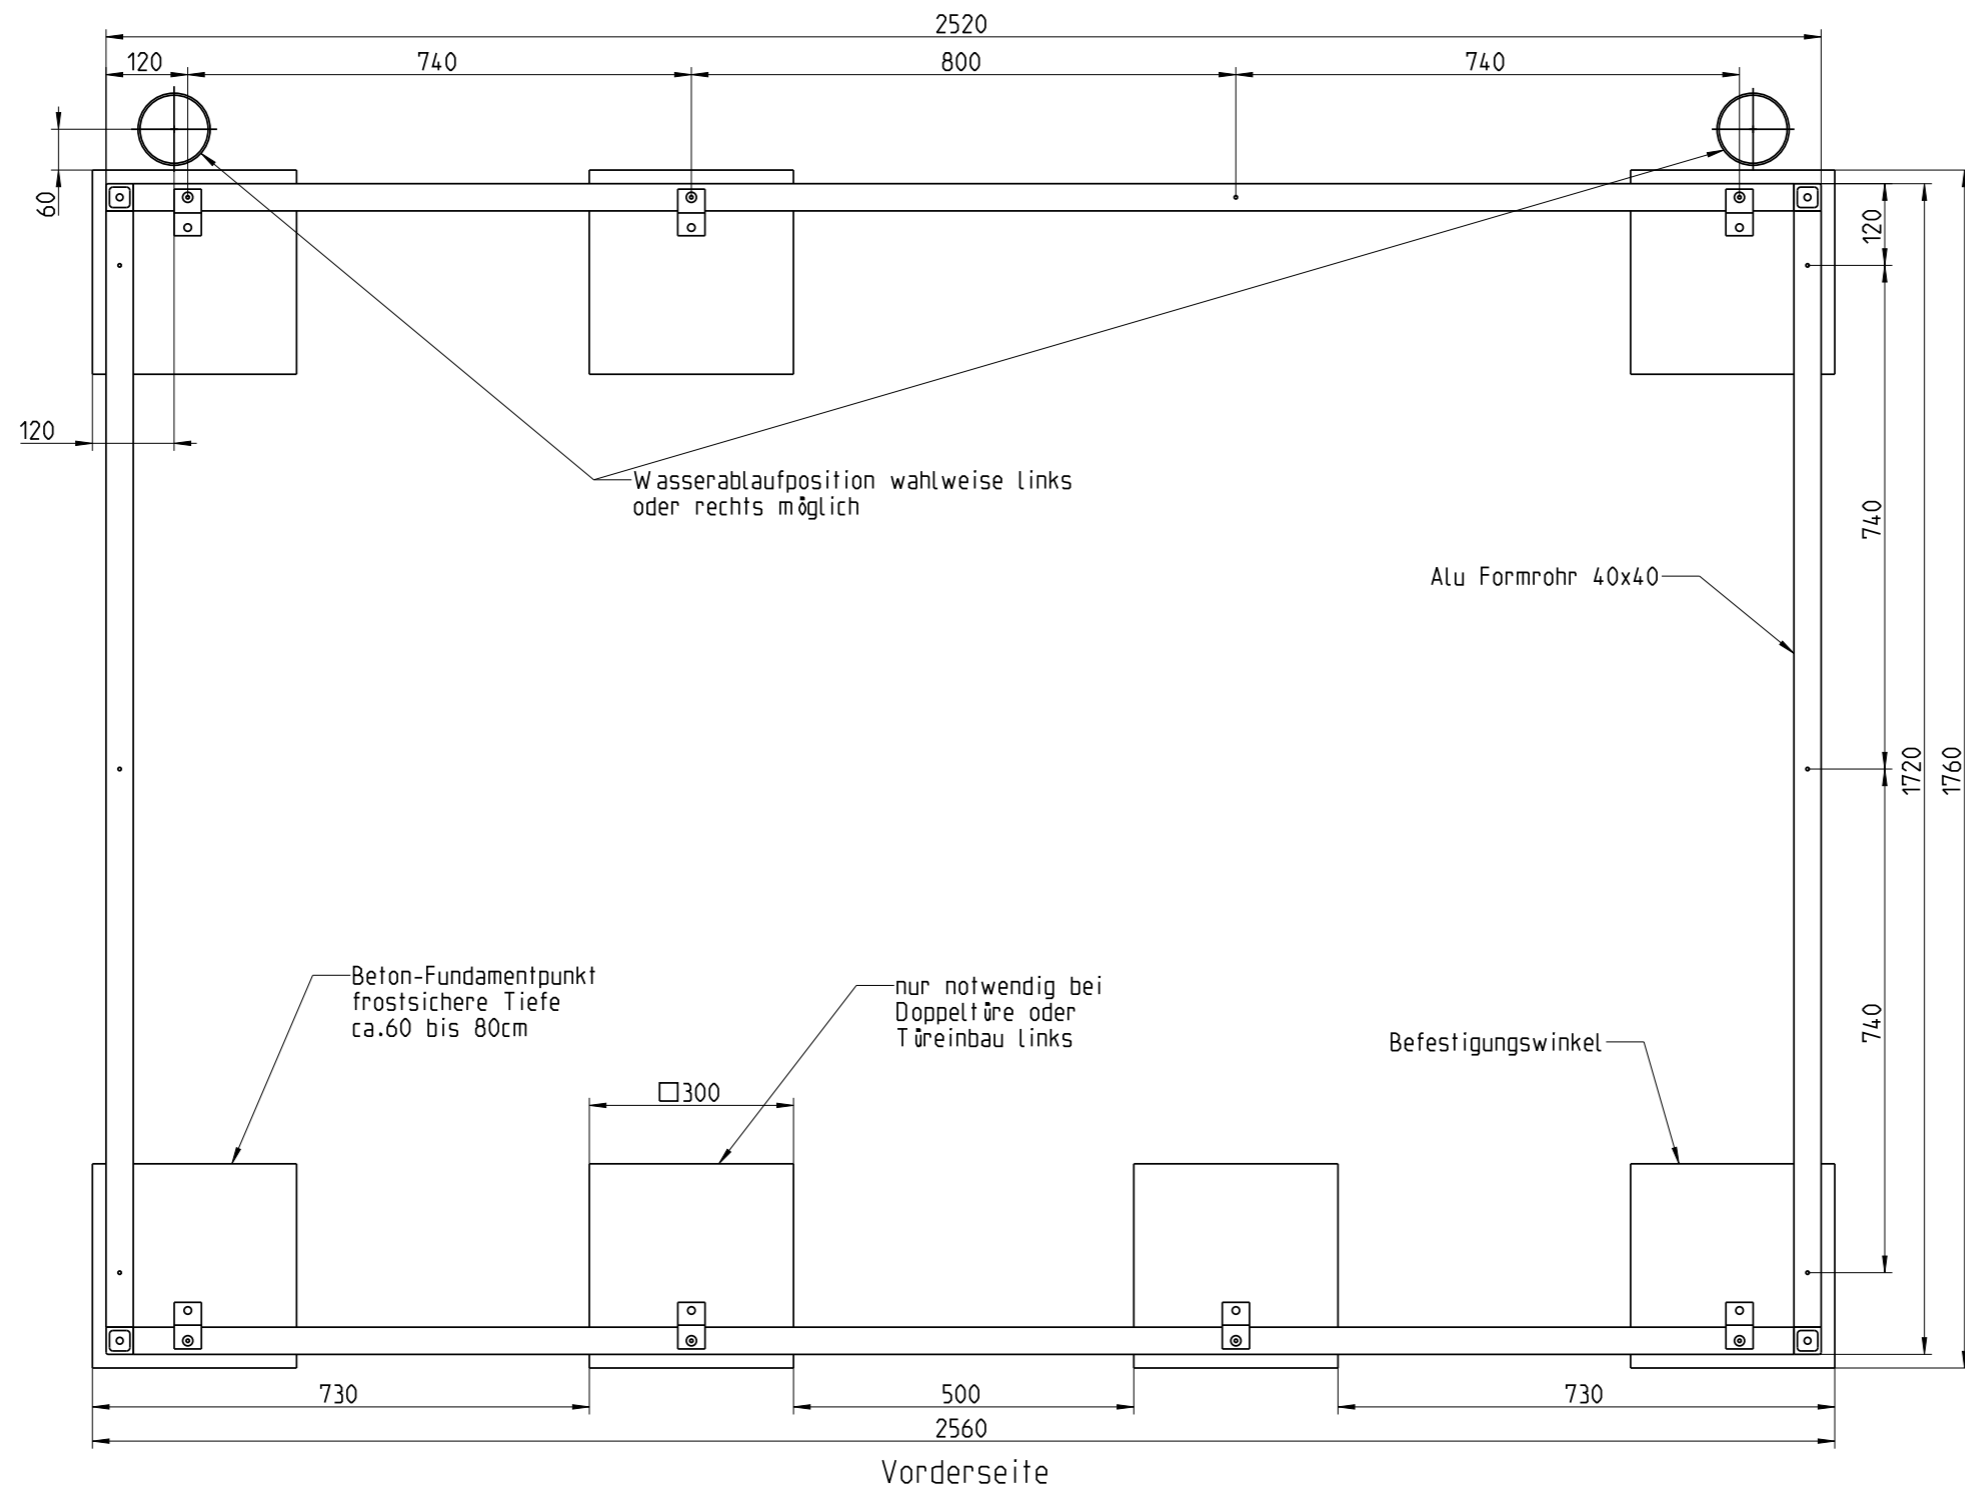 2520
120
740
800
740
60
120
120
Wasserablaufposition wahlweise links
oder rechts möglich
740
Alu Formrohr 40x40
1720
1760
Beton-Fundamentpunkt
frostsichere Tiefe
ca.60 bis 80cm
nur notwendig bei
Doppeltüre oder
Türeinbau links
740
Befestigungswinkel
□300
730
500
730
2560
Vorderseite